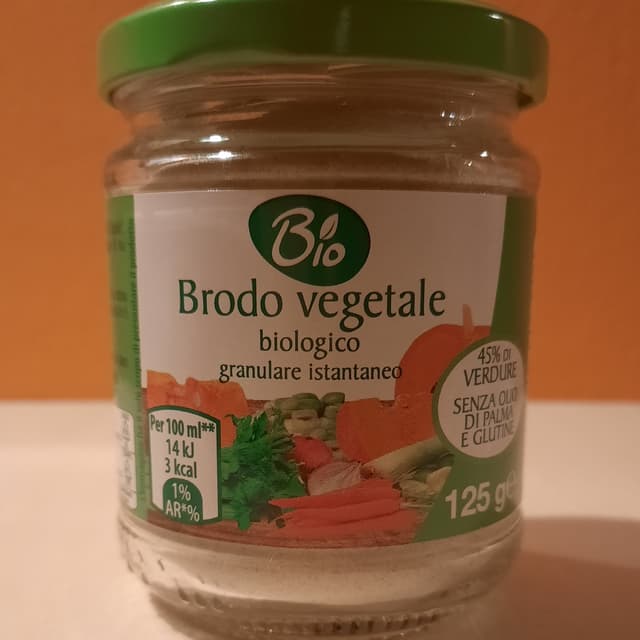 Bio
Brodo vegetale
biologico
granulare istantaneo
45% DI
VERDURE
SENZA OLIO
DI PALMA
E GLUTINE
Per 100 ml**
14 kJ
3 kcal
1%
AR*%
125 g